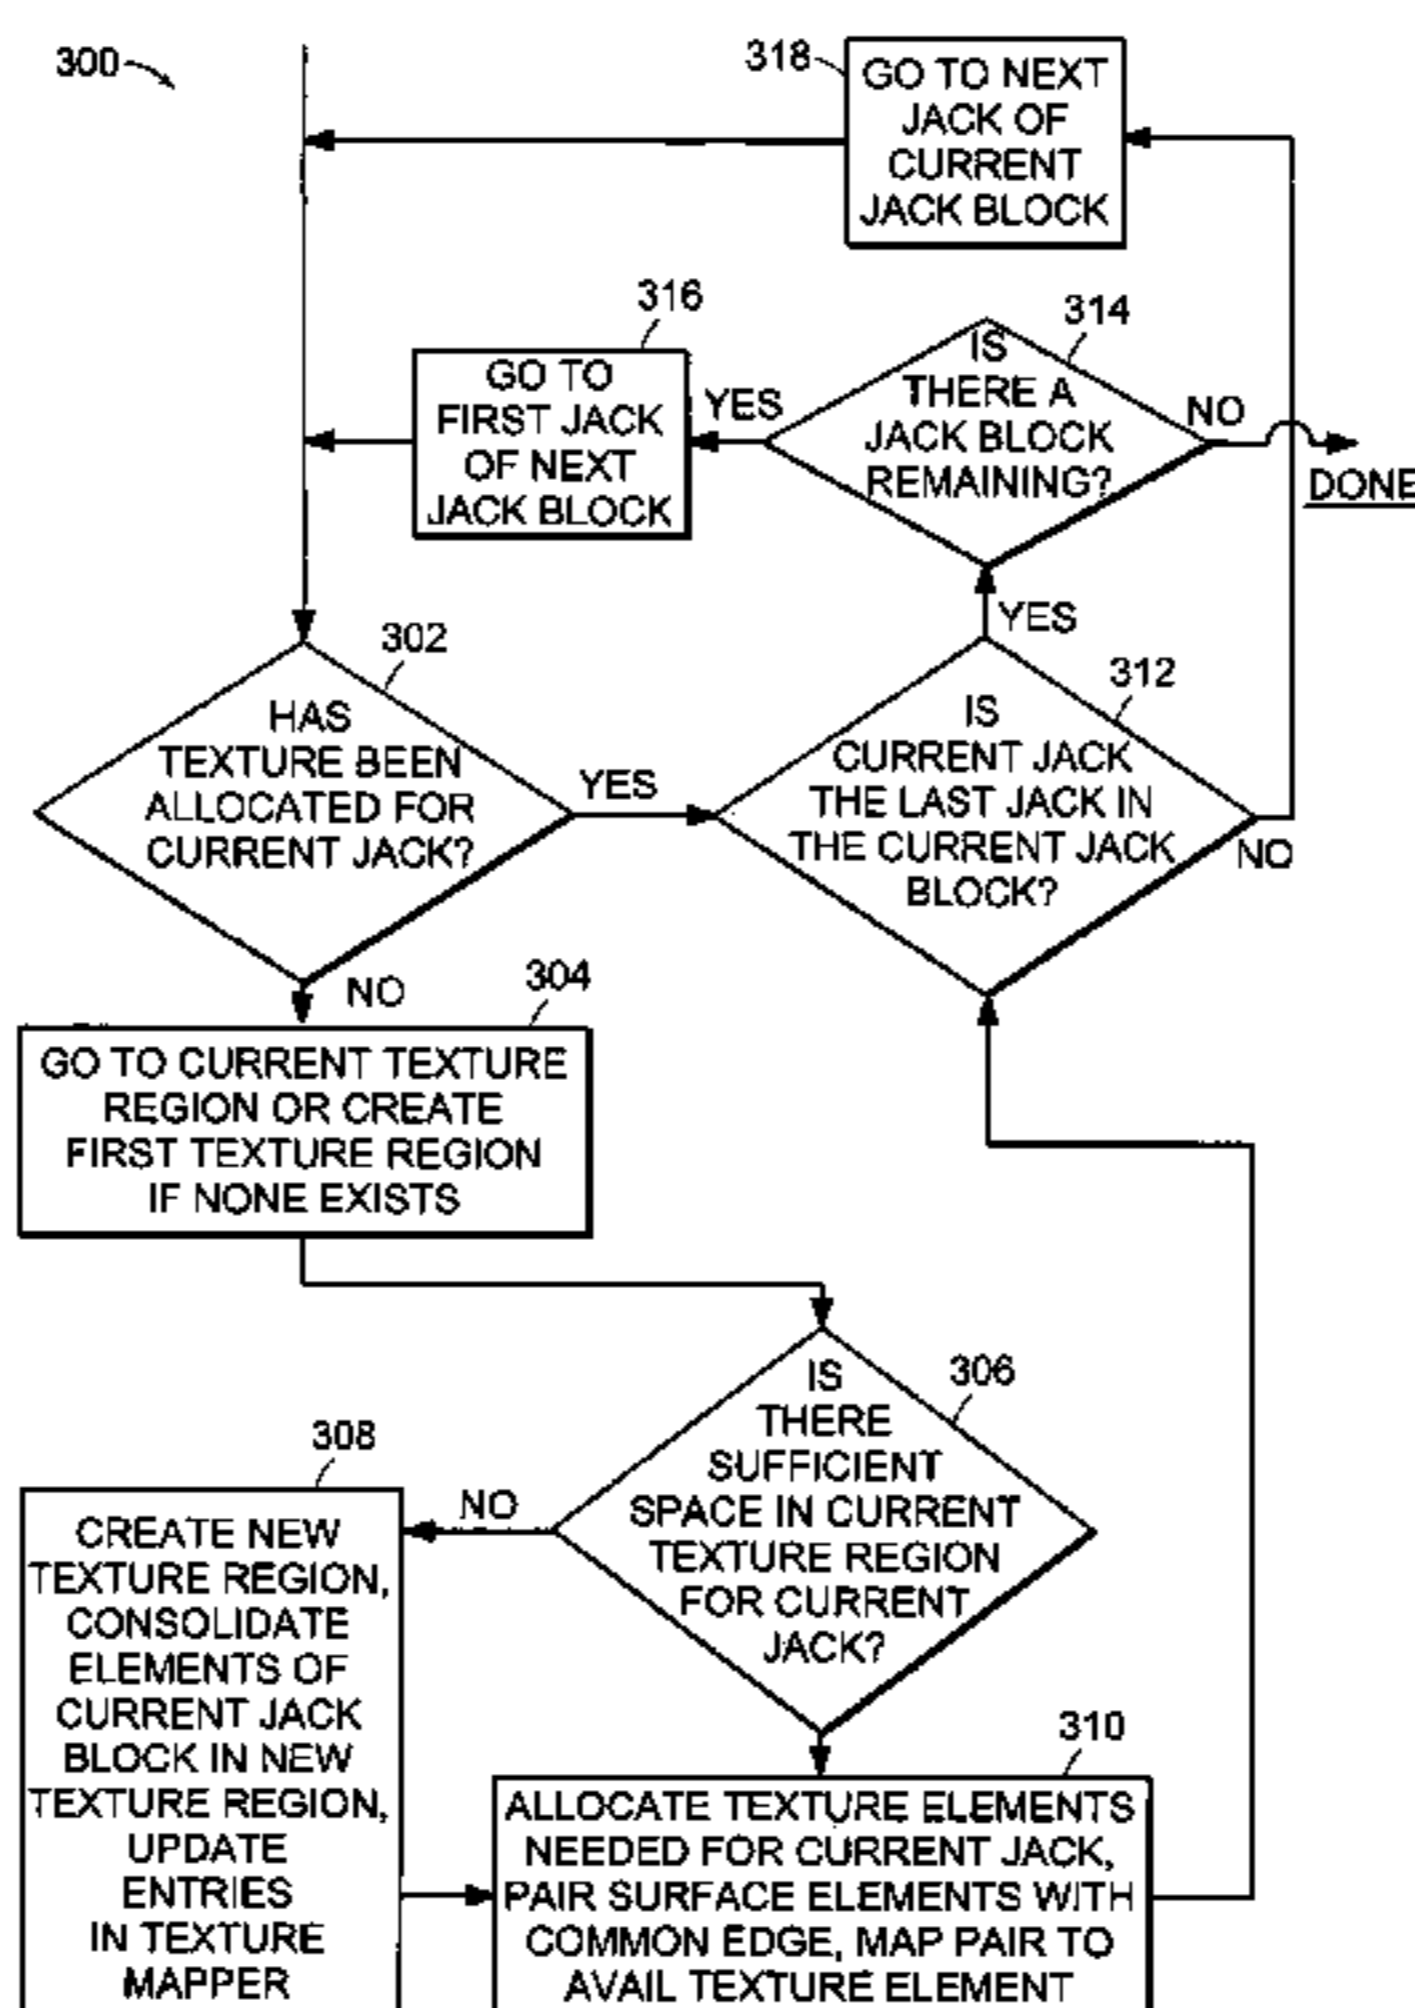 300
318
GO TO NEXT
JACK OF
CURRENT
JACK BLOCK
316
GO TO
FIRST JACK
OF NEXT
JACK BLOCK
YES
314
IS
THERE A
JACK BLOCK
REMAINING?
NO
DONE
YES
302
HAS
TEXTURE BEEN
ALLOCATED FOR
CURRENT JACK?
YES
312
IS
CURRENT JACK
THE LAST JACK IN
THE CURRENT JACK
BLOCK?
NO
NO
304
GO TO CURRENT TEXTURE
REGION OR CREATE
FIRST TEXTURE REGION
IF NONE EXISTS
306
IS
THERE
SUFFICIENT
SPACE IN CURRENT
TEXTURE REGION
FOR CURRENT
JACK?
NO
308
CREATE NEW
TEXTURE REGION,
CONSOLIDATE
ELEMENTS OF
CURRENT JACK
BLOCK IN NEW
TEXTURE REGION,
UPDATE
ENTRIES
IN TEXTURE
MAPPER
310
ALLOCATE TEXTURE ELEMENTS
NEEDED FOR CURRENT JACK,
PAIR SURFACE ELEMENTS WITH
COMMON EDGE, MAP PAIR TO
AVAIL TEXTURE ELEMENT